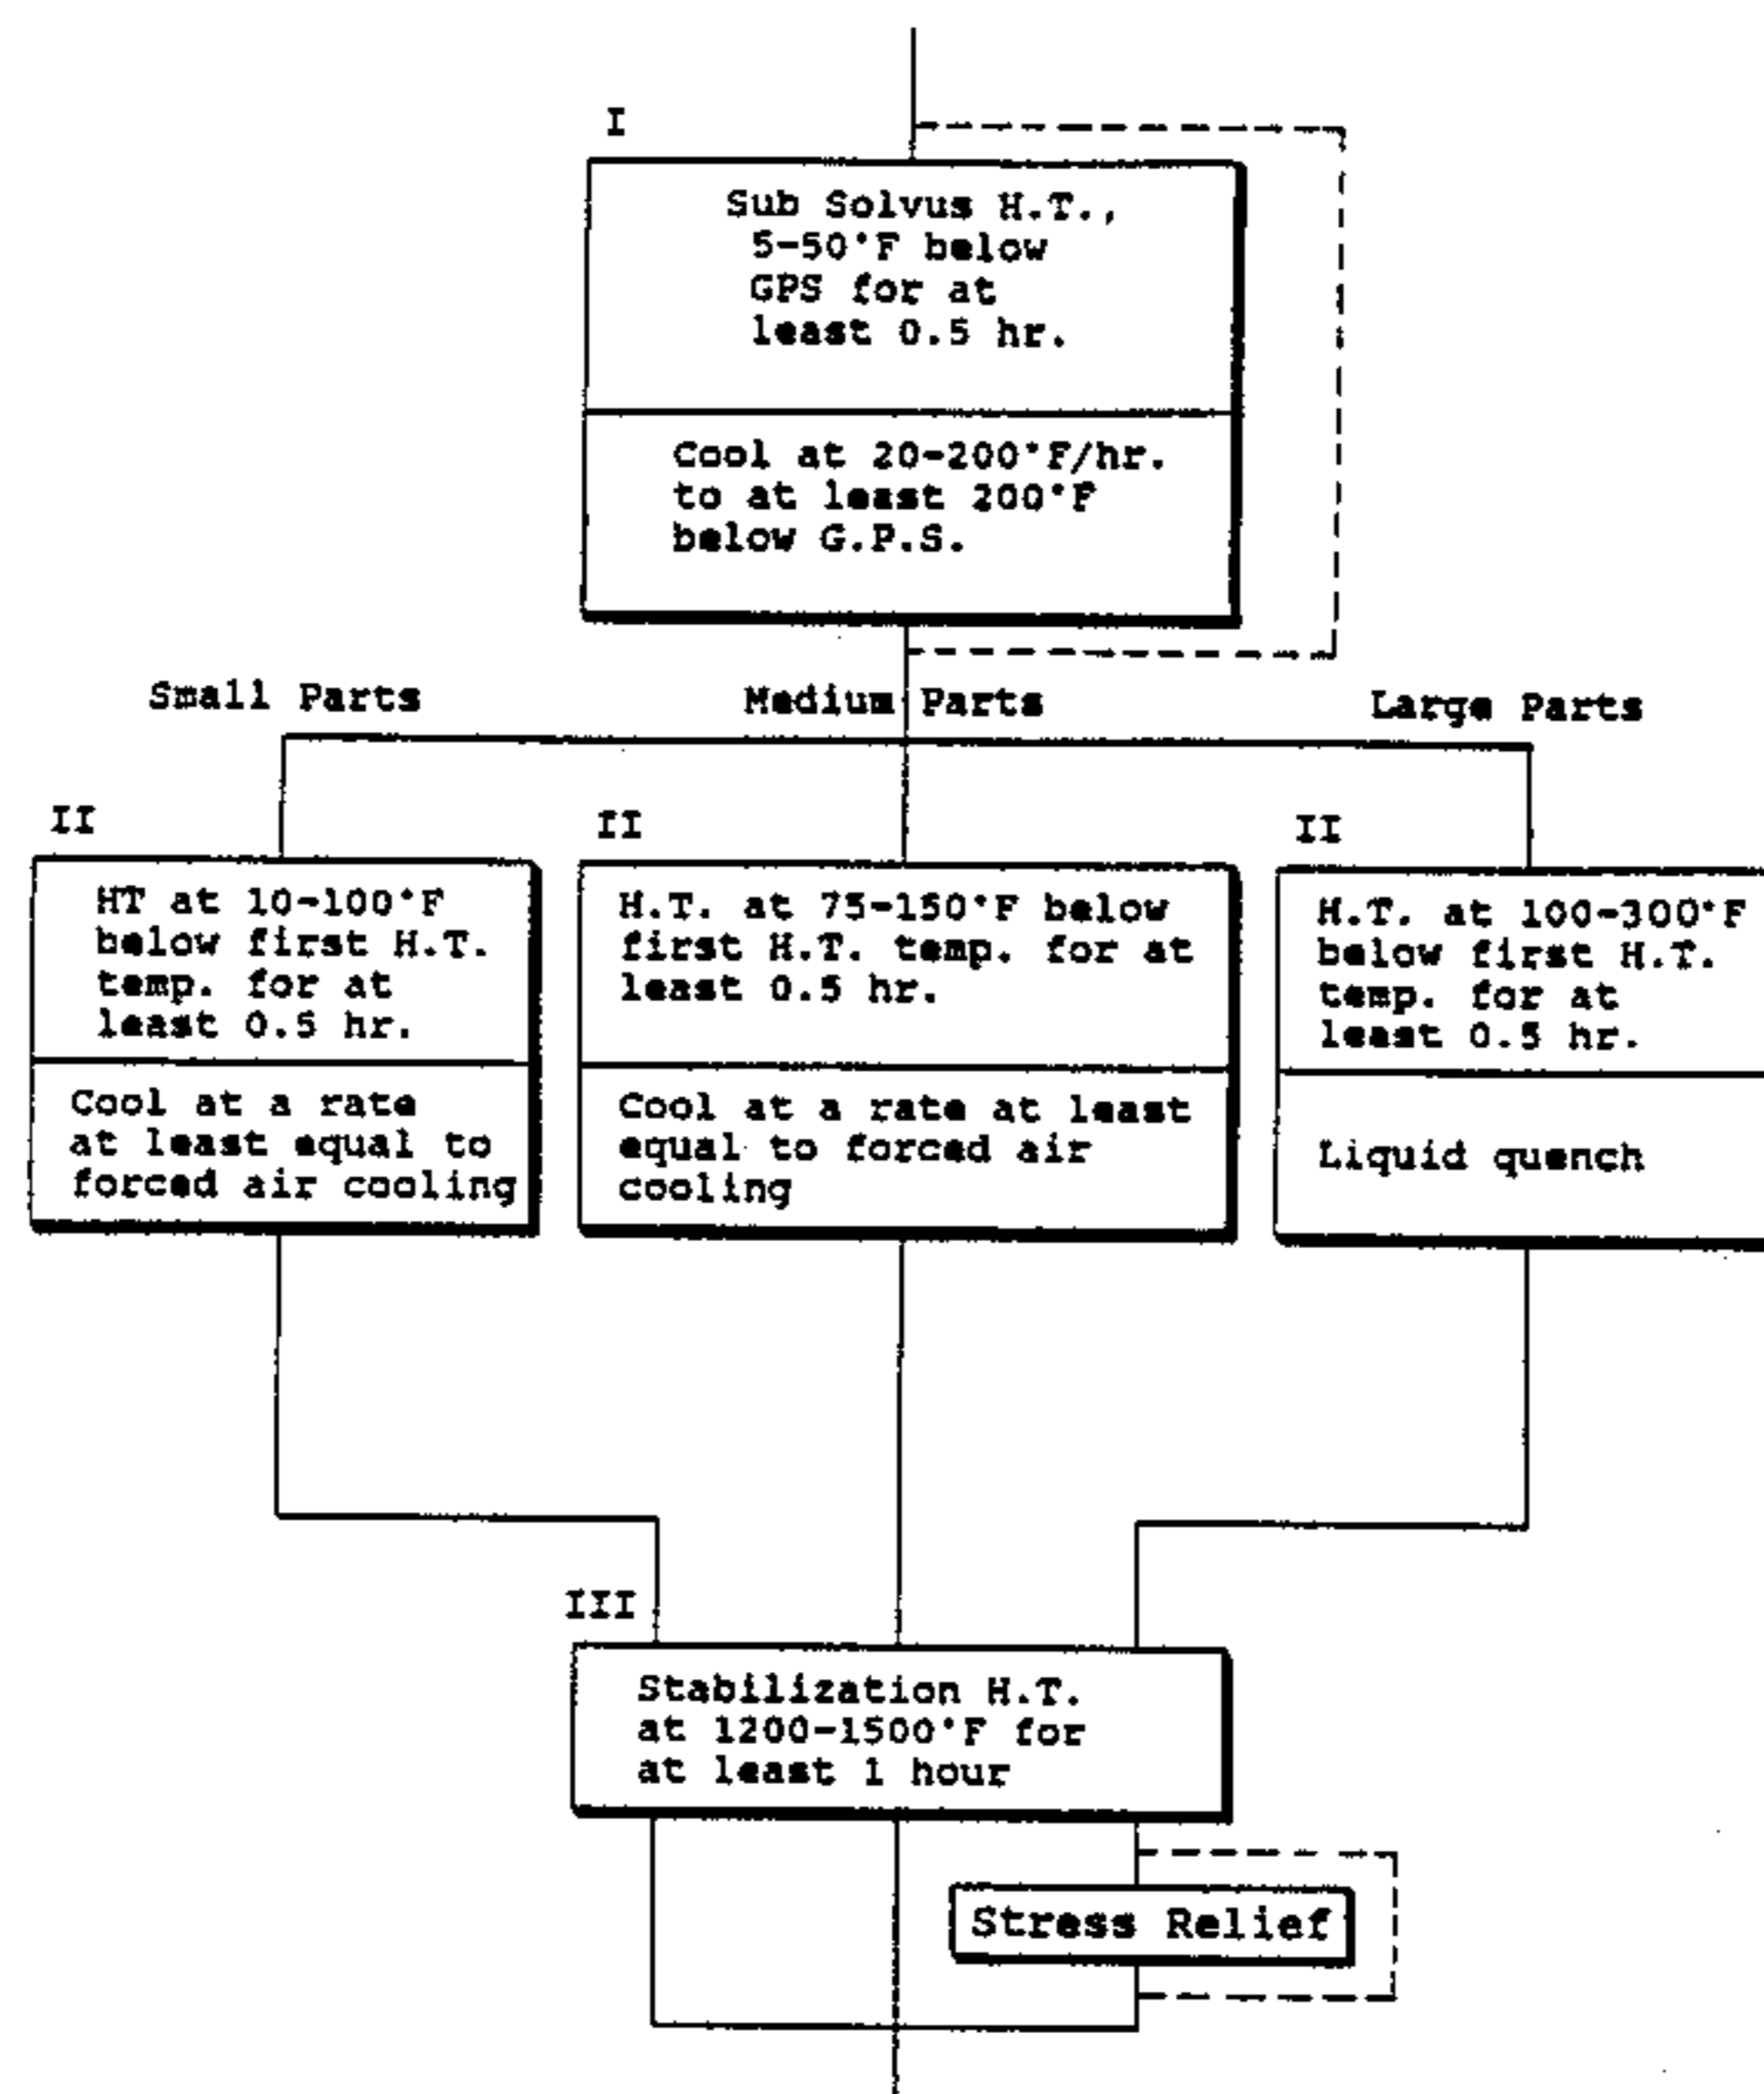 I
Sub Solvus H.T.,
5-50°F below
GPS for at
least 0.5 hr.
Cool at 20-200°F/hr.
to at least 200°F
below G.P.S.
Small Parts
Medium Parts
Large Parts
II
HT at 10-100°F
below first H.T.
temp. for at
least 0.5 hr.
Cool at a rate
at least equal to
forced air cooling
II
H.T. at 75-150°F below
first H.T. temp. for at
least 0.5 hr.
Cool at a rate at least
equal to forced air
cooling
II
H.T. at 100-300°F
below first H.T.
temp. for at
least 0.5 hr.
Liquid quench
III
Stabilization H.T.
at 1200-1500°F for
at least 1 hour
Stress Relief